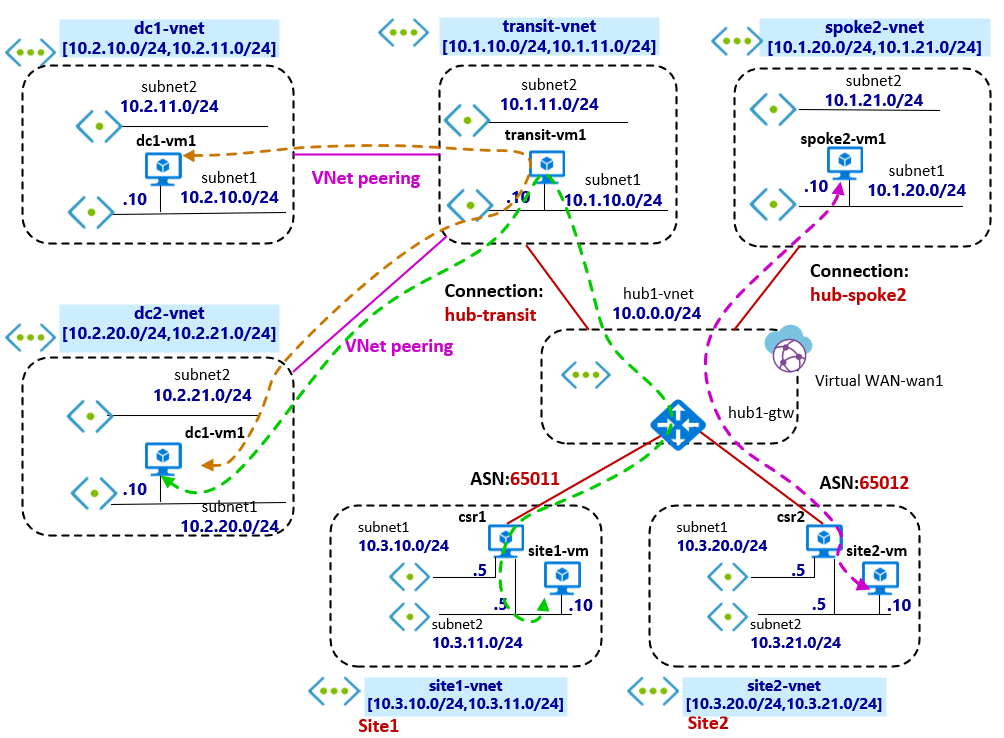 dc1-vnet
[10.2.10.0/24,10.2.11.0/24]
subnet2
10.2.11.0/24
dc1-vm1
subnet1
.10
10.2.10.0/24
VNet peering
transit-vnet
[10.1.10.0/24,10.1.11.0/24]
subnet2
10.1.11.0/24
transit-vm1
subnet1
.10
10.1.10.0/24
spoke2-vnet
[10.1.20.0/24,10.1.21.0/24]
subnet2
10.1.21.0/24
spoke2-vm1
subnet1
.10
10.1.20.0/24
Connection:
hub-transit
hub1-vnet
10.0.0.0/24
Connection:
hub-spoke2
Virtual WAN-wan1
hub1-gtw
dc2-vnet
[10.2.20.0/24,10.2.21.0/24]
VNet peering
subnet2
10.2.21.0/24
dc1-vm1
.10
subnet1
10.2.20.0/24
ASN:65011
ASN:65012
csr1
subnet1
10.3.10.0/24
site1-vm
.5
.5
.10
subnet2
10.3.11.0/24
site1-vnet
[10.3.10.0/24,10.3.11.0/24]
Site1
csr2
subnet1
10.3.20.0/24
site2-vm
.5
.5
.10
subnet2
10.3.21.0/24
site2-vnet
[10.3.20.0/24,10.3.21.0/24]
Site2